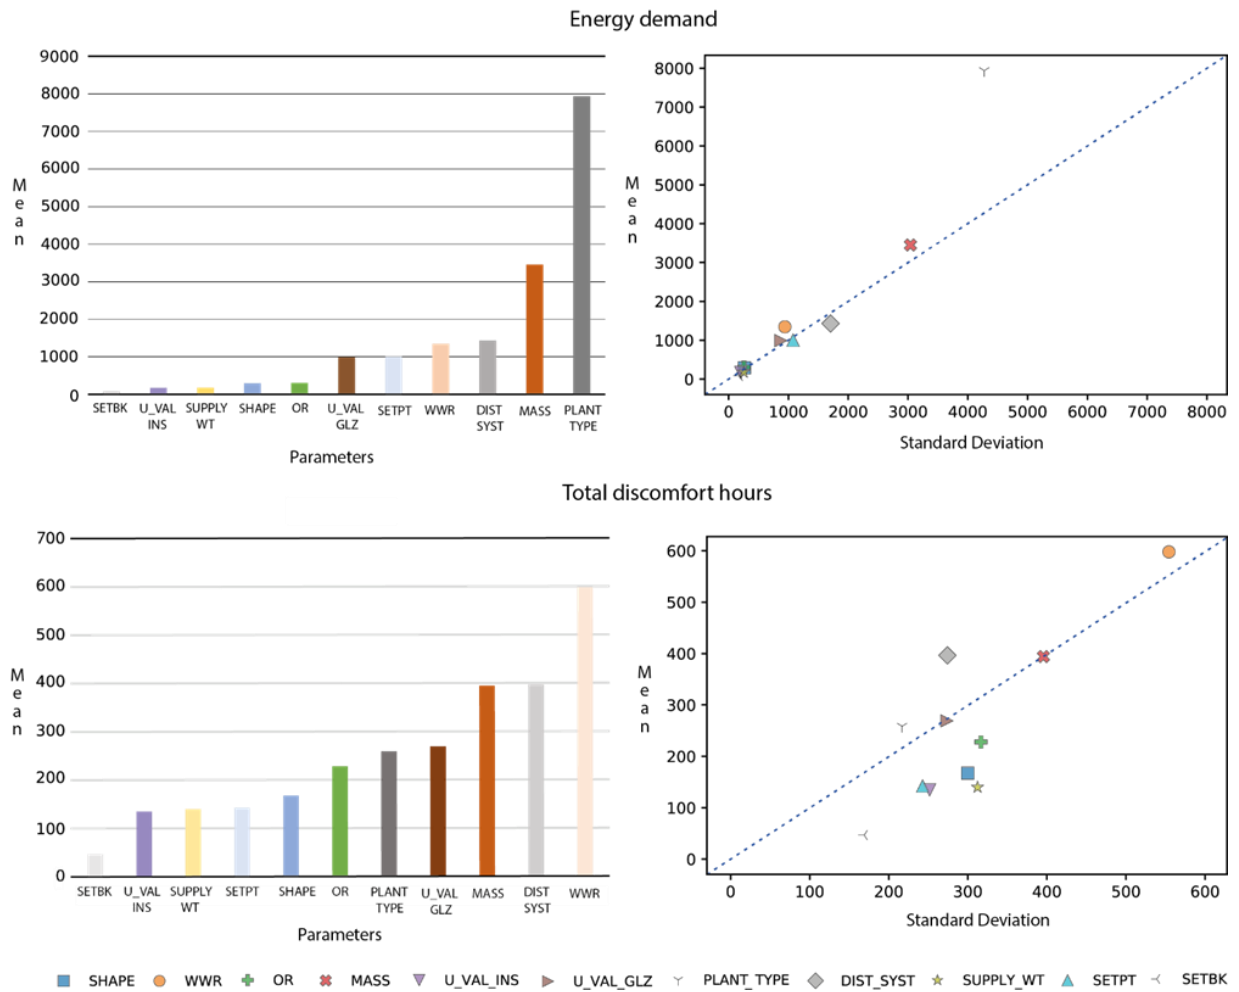 Energy demand
9000
8000
7000
6000
5000
4000
3000
2000
1000
0
Mean
SETBK U_VAL INS SUPPLY WT SHAPE OR U_VAL GLZ SETPT WWR DIST SYST MASS PLANT TYPE
Parameters
8000
7000
6000
5000
4000
3000
2000
1000
0
Mean
0 1000 2000 3000 4000 5000 6000 7000 8000
Standard Deviation
Total discomfort hours
700
600
500
400
300
200
100
0
Mean
SETBK U_VAL INS SUPPLY WT SETPT SHAPE OR PLANT TYPE U_VAL GLZ MASS DIST SYST WWR
Parameters
600
500
400
300
200
100
0
Mean
0 100 200 300 400 500 600
Standard Deviation
SHAPE WWR OR MASS U_VAL_INS U_VAL_GLZ PLANT_TYPE DIST_SYST SUPPLY_WT SETPT SETBK